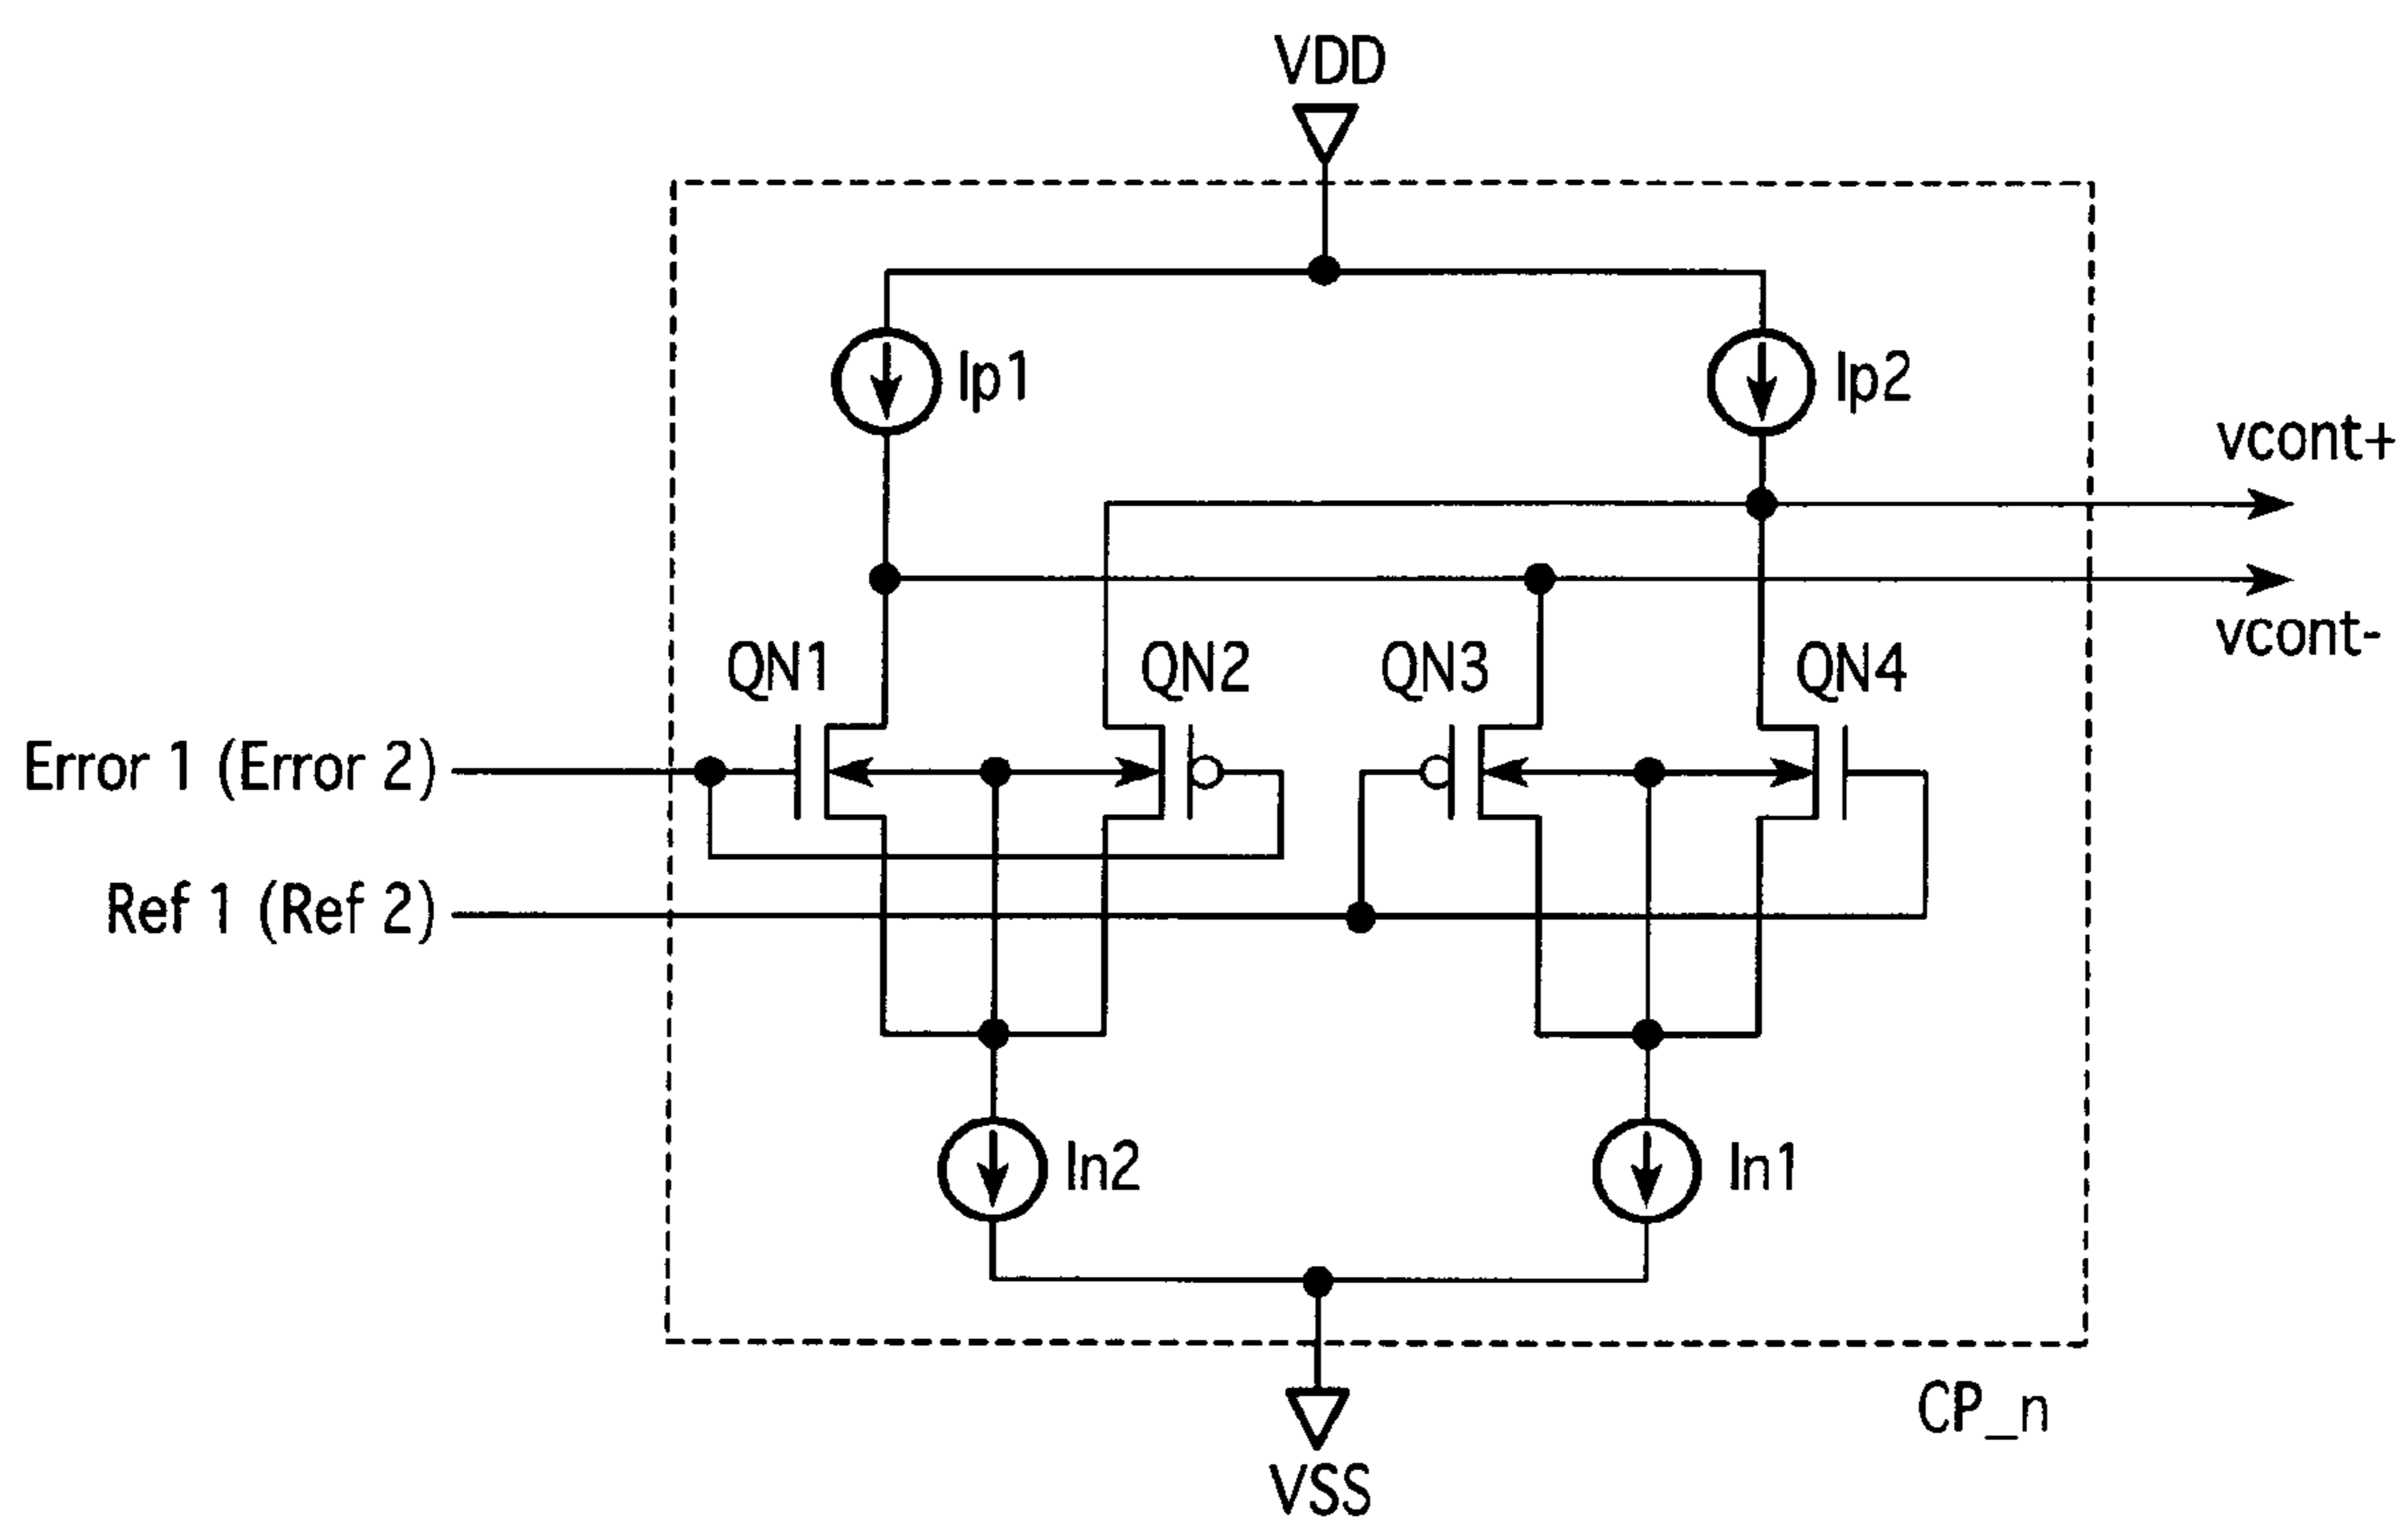 VDD
Ip1
Ip2
vcont+
vcont-
QN1
QN2
QN3
QN4
Error 1 (Error 2)
Ref 1 (Ref 2)
In2
In1
CP_n
VSS